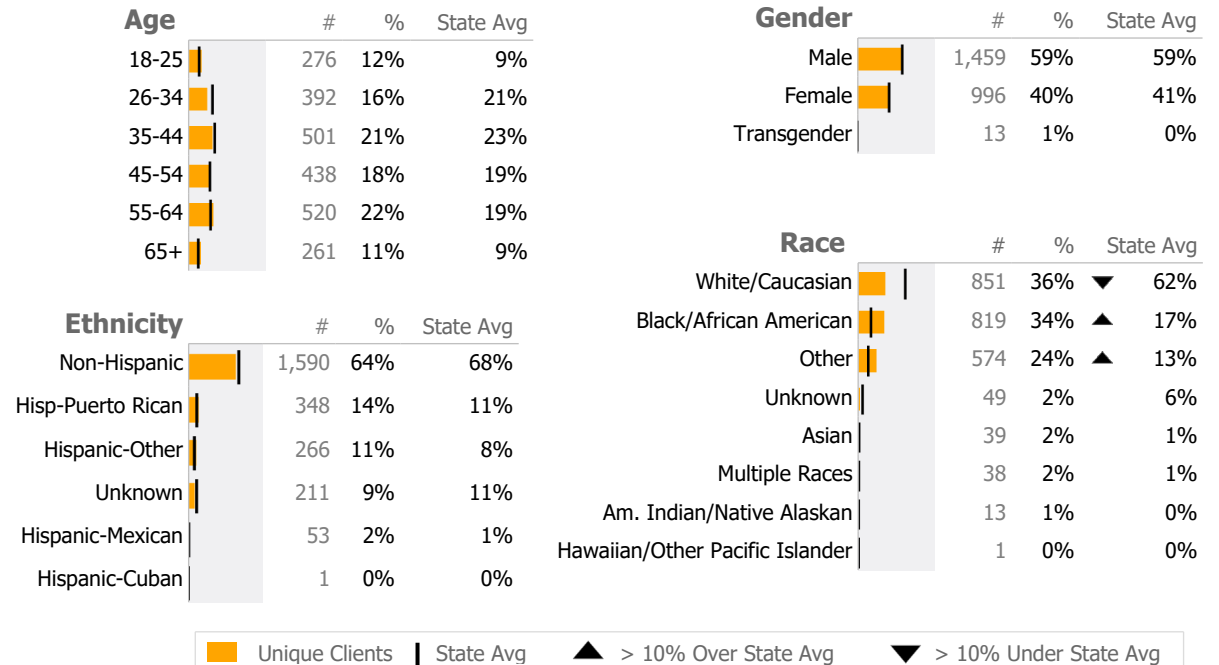 Age # % State Avg
18-25 276 12% 9%
26-34 392 16% 21%
35-44 501 21% 23%
45-54 438 18% 19%
55-64 520 22% 19%
65+ 261 11% 9%
Ethnicity # % State Avg
Non-Hispanic 1,590 64% 68%
Hisp-Puerto Rican 348 14% 11%
Hispanic-Other 266 11% 8%
Unknown 211 9% 11%
Hispanic-Mexican 53 2% 1%
Hispanic-Cuban 1 0% 0%
Gender # % State Avg
Male 1,459 59% 59%
Female 996 40% 41%
Transgender 13 1% 0%
Race # % State Avg
White/Caucasian 851 36% ▼ 62%
Black/African American 819 34% ▲ 17%
Other 574 24% ▲ 13%
Unknown 49 2% 6%
Asian 39 2% 1%
Multiple Races 38 2% 1%
Am. Indian/Native Alaskan 13 1% 0%
Hawaiian/Other Pacific Islander 1 0% 0%
Unique Clients State Avg ▲ > 10% Over State Avg ▼ > 10% Under State Avg